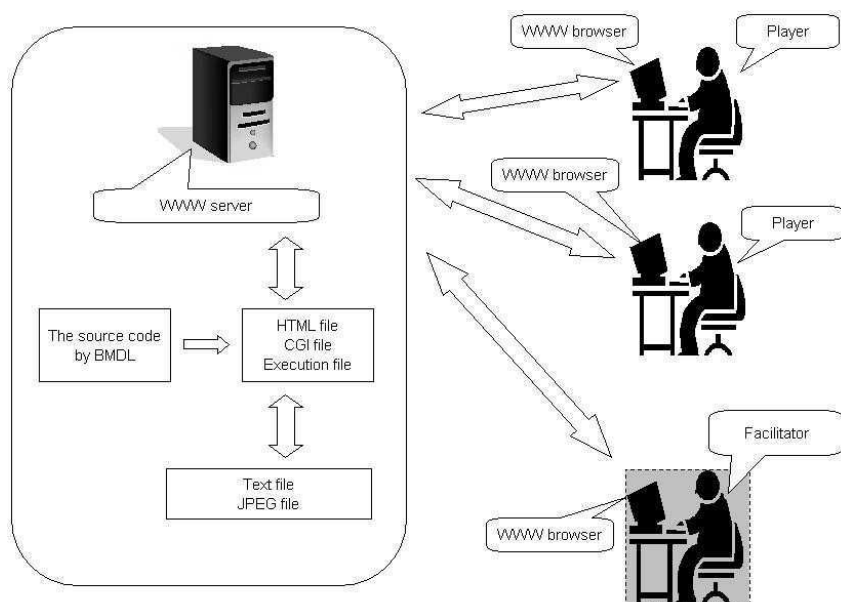 WWW browser
Player
WWW server
WWW browser
Player
The source code
by BMDL
HTML file
CGI file
Execution file
Text file
JPEG file
Facilitator
WWW browser